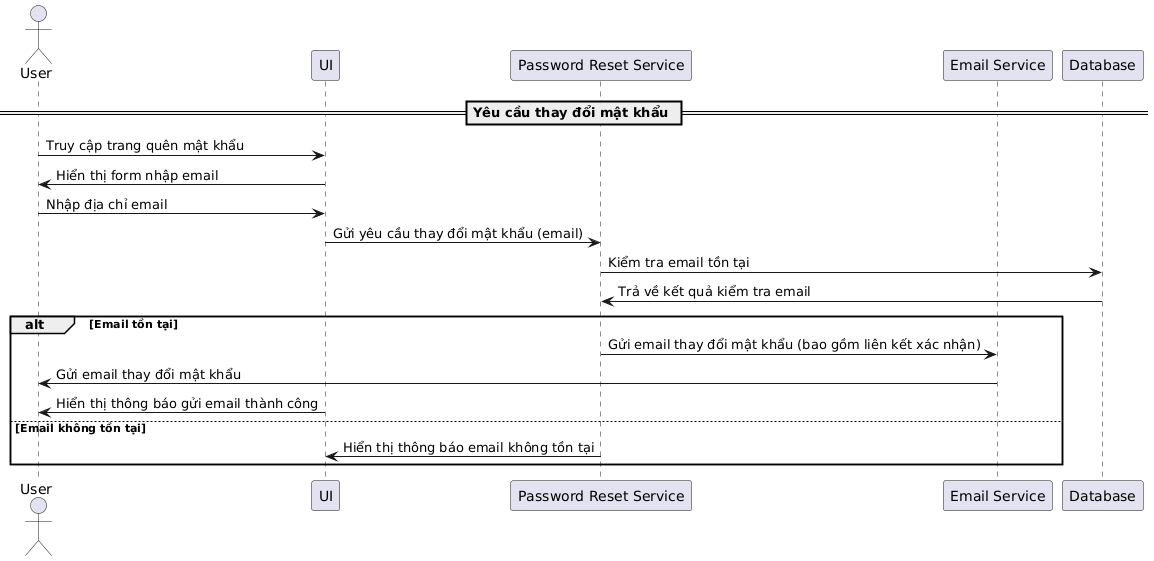 User
UI
Password Reset Service
Email Service
Database
Yêu cầu thay đổi mật khẩu
Truy cập trang quên mật khẩu
Hiển thị form nhập email
Nhập địa chỉ email
Gửi yêu cầu thay đổi mật khẩu (email)
Kiểm tra email tồn tại
Trả về kết quả kiểm tra email
alt [Email tồn tại]
Gửi email thay đổi mật khẩu (bao gồm liên kết xác nhận)
Gửi email thay đổi mật khẩu
Hiển thị thông báo gửi email thành công
[Email không tồn tại]
Hiển thị thông báo email không tồn tại
User
UI
Password Reset Service
Email Service
Database